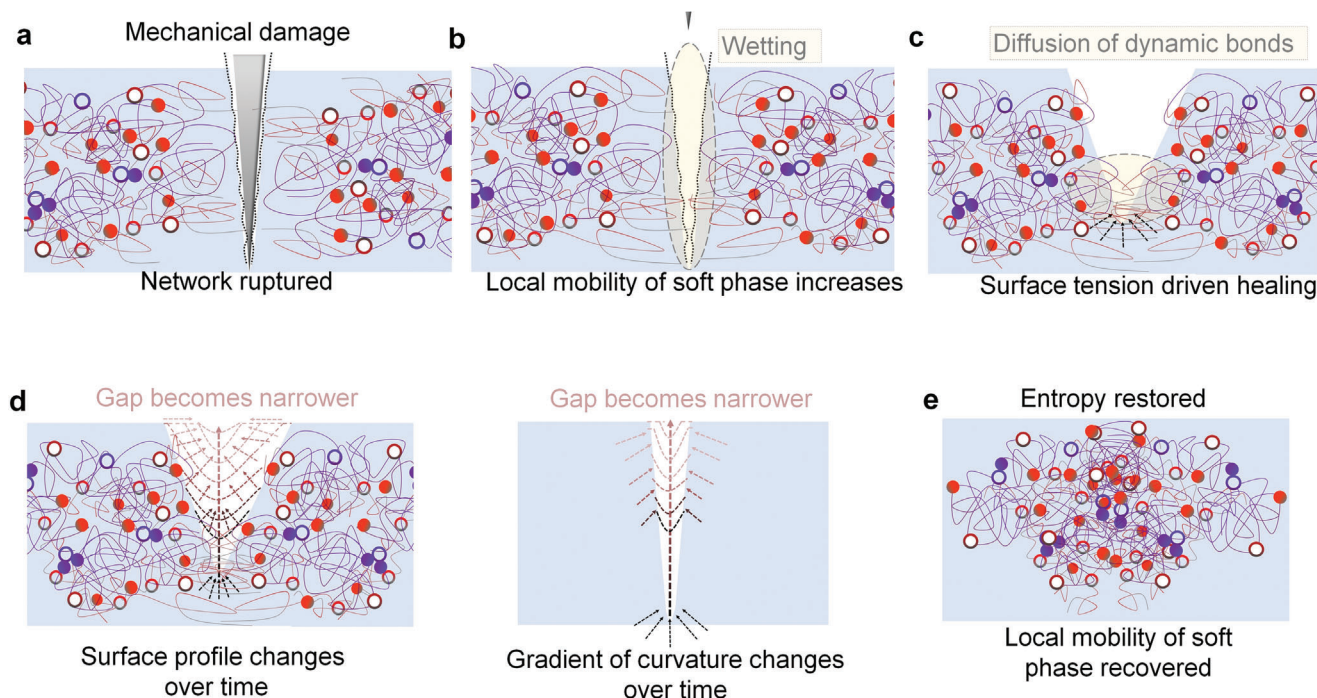 a
Mechanical damage
Network ruptured
b
Wetting
Local mobility of soft phase increases
c
Diffusion of dynamic bonds
Surface tension driven healing
d
Gap becomes narrower
Surface profile changes
over time
Gap becomes narrower
Gradient of curvature changes
over time
e
Entropy restored
Local mobility of soft
phase recovered